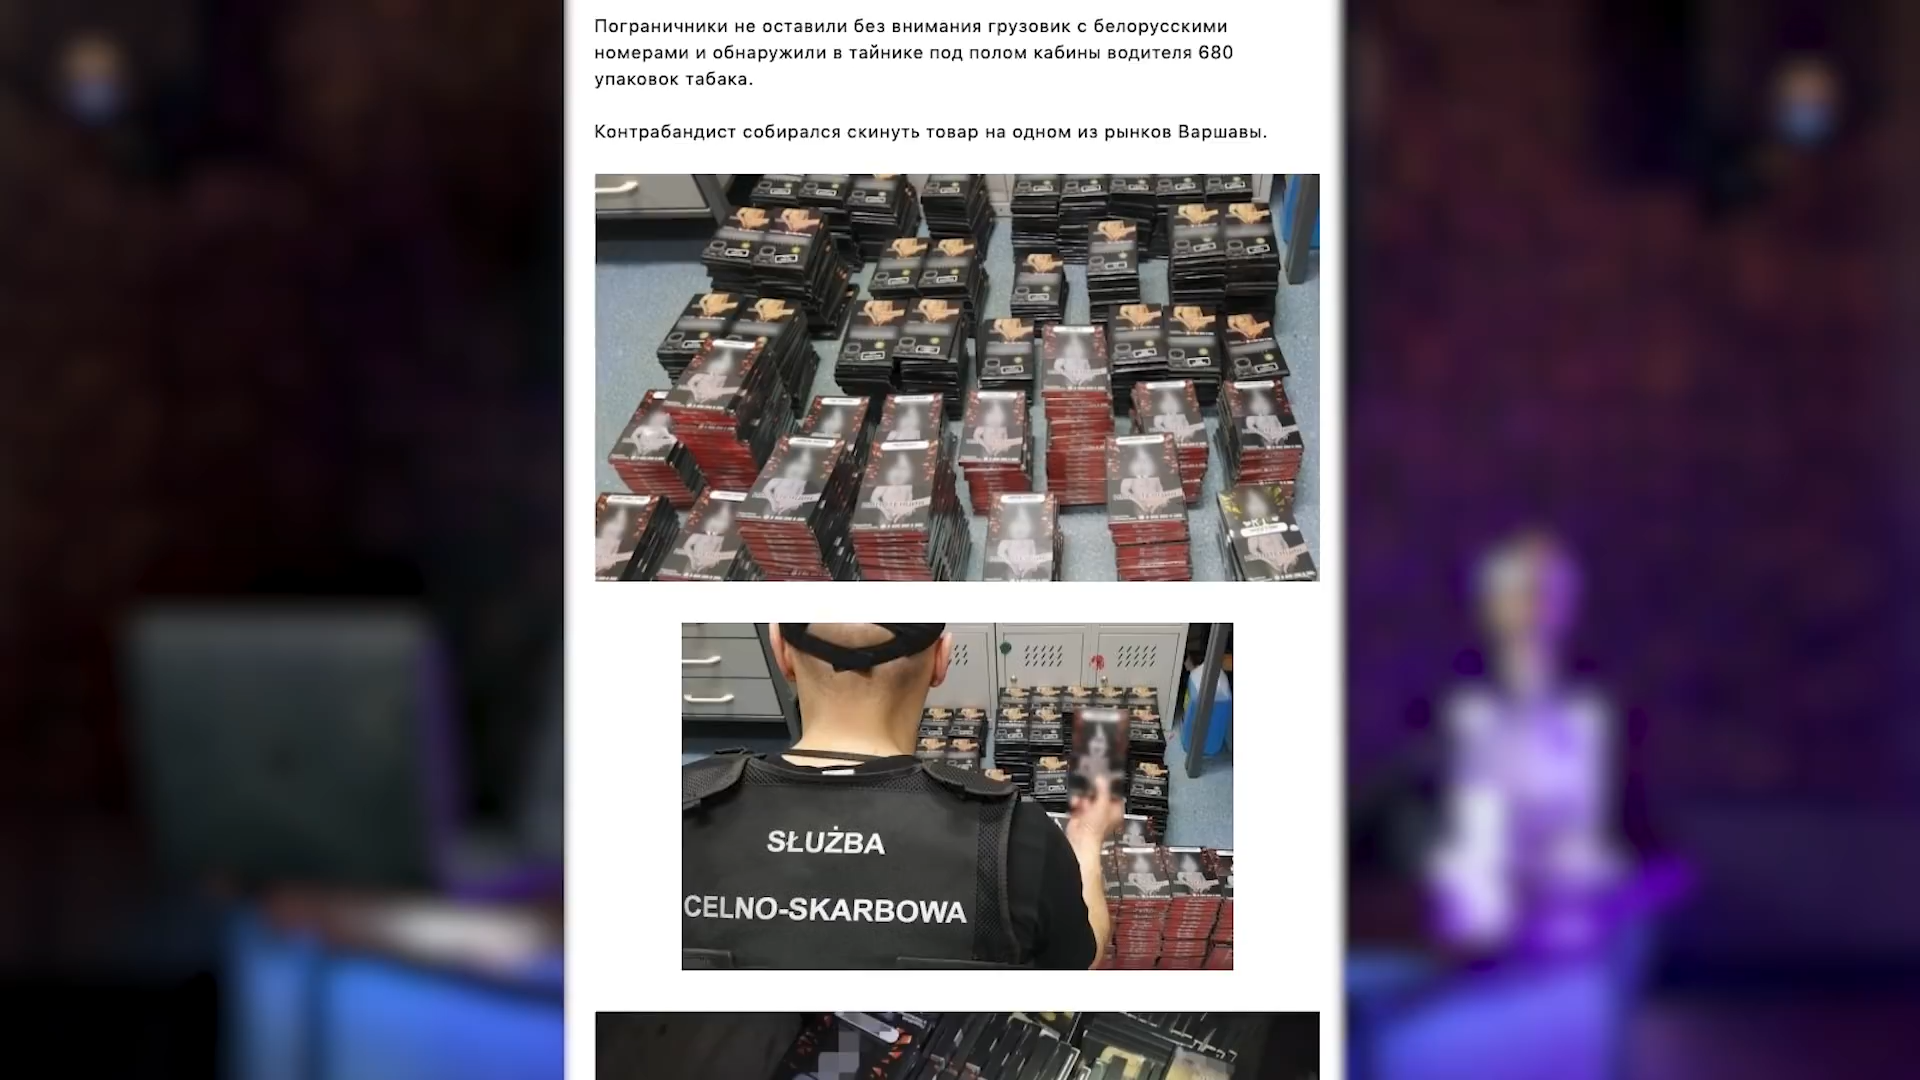 Пограничники не оставили без внимания грузовик с белорусскими
номерами и обнаружили в тайнике под полом кабины водителя 680
упаковок табака.
Контрабандист собирался скинуть товар на одном из рынков Варшавы.
SŁUŻBA
CELNO-SKARBOWA